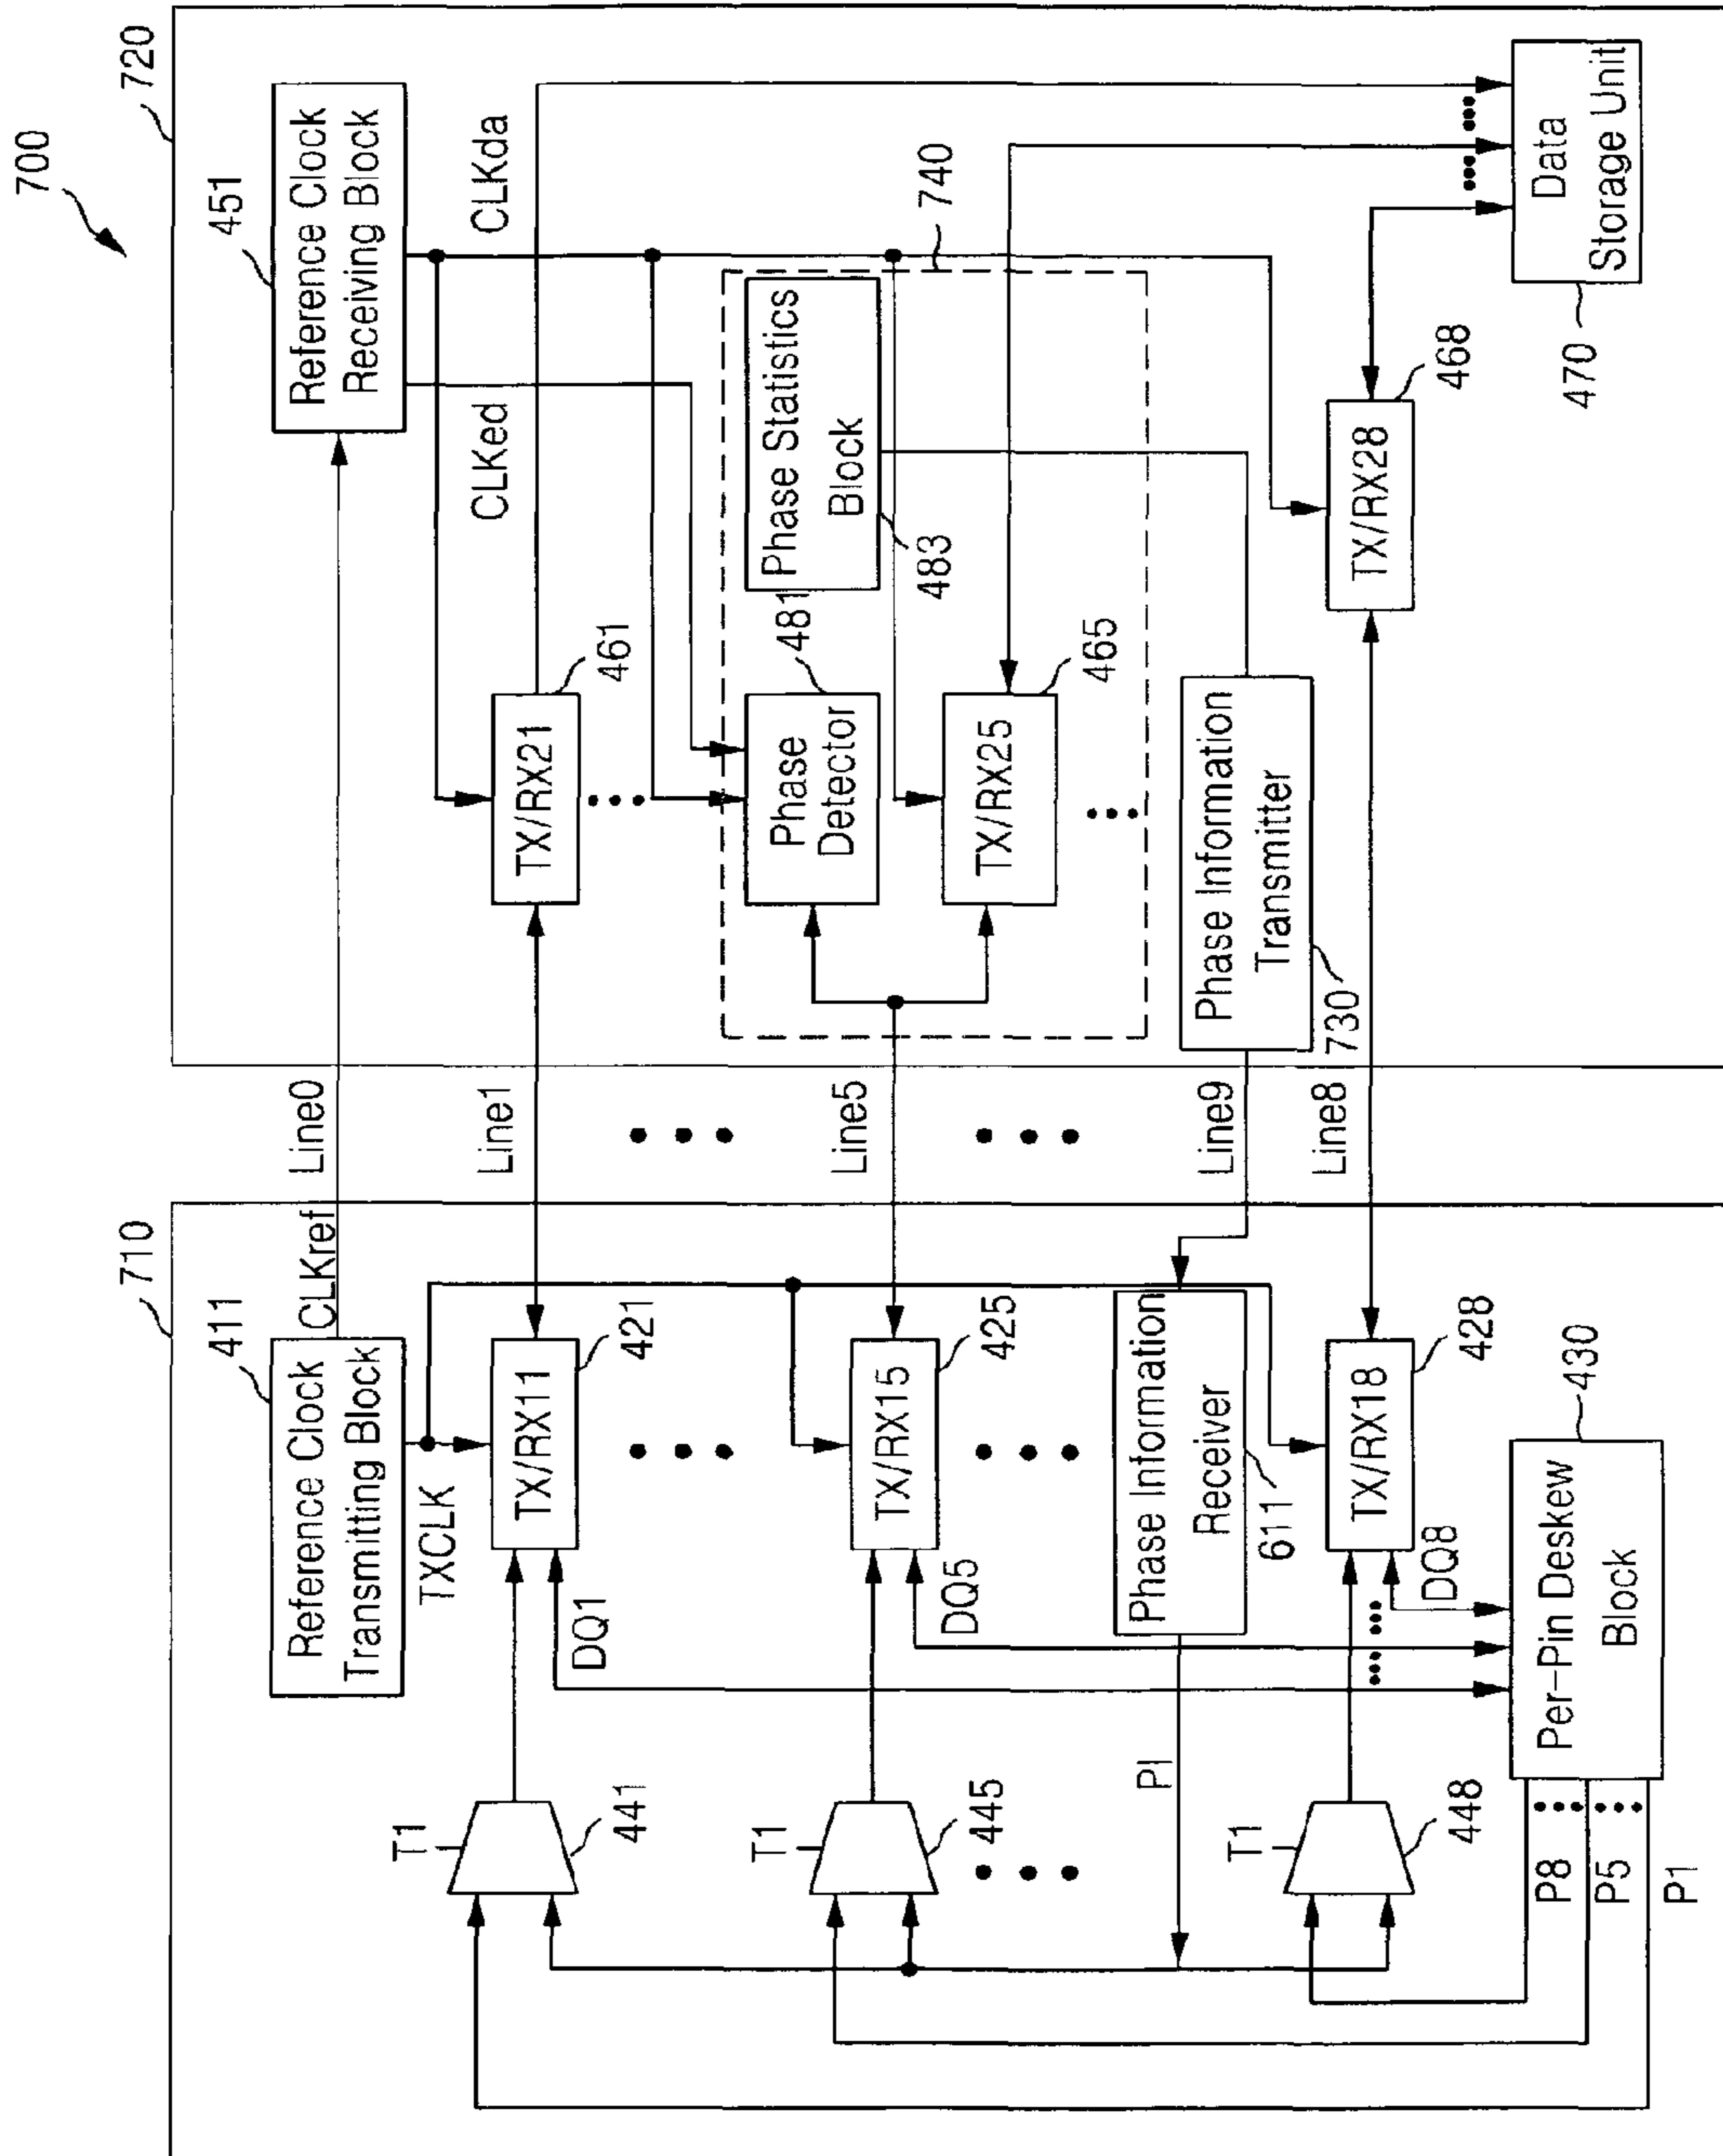 700
710
720
411
Reference Clock
Transmitting Block
CLKref
Line0
451
Reference Clock
Receiving Block
TXCLK
CLKed
CLKda
T1
441
DQ1
TX/RX11
421
Line1
TX/RX21
461
740
Phase
Detector
481
Phase Statistics
Block
483
T1
445
DQ5
TX/RX15
425
Line5
TX/RX25
465
PI
Phase Information
Receiver
611
Line9
Phase Information
Transmitter
730
T1
448
DQ8
TX/RX18
428
Line8
TX/RX28
468
P8
P5
P1
Per-Pin Deskew
Block
430
Data
Storage Unit
470